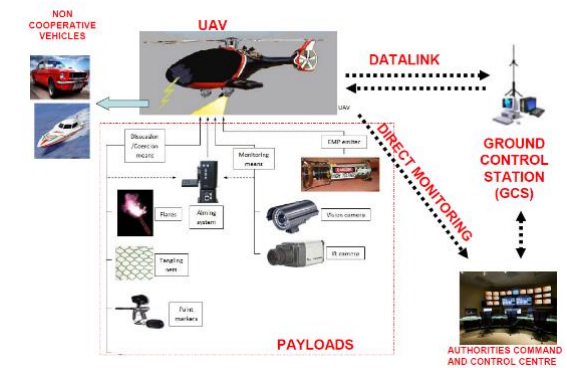 NON
COOPERATIVE
VEHICLES
UAV
DATALINK
UAV
DIRECT MONITORING
GROUND
CONTROL
STATION
(GCS)
Dissuasion
/Coercion
means
Monitoring
means
EMP emitter
Flares
Aiming
system
Vision camera
IR camera
Tangling
nets
Paint
markers
PAYLOADS
AUTHORITIES COMMAND
AND CONTROL CENTRE